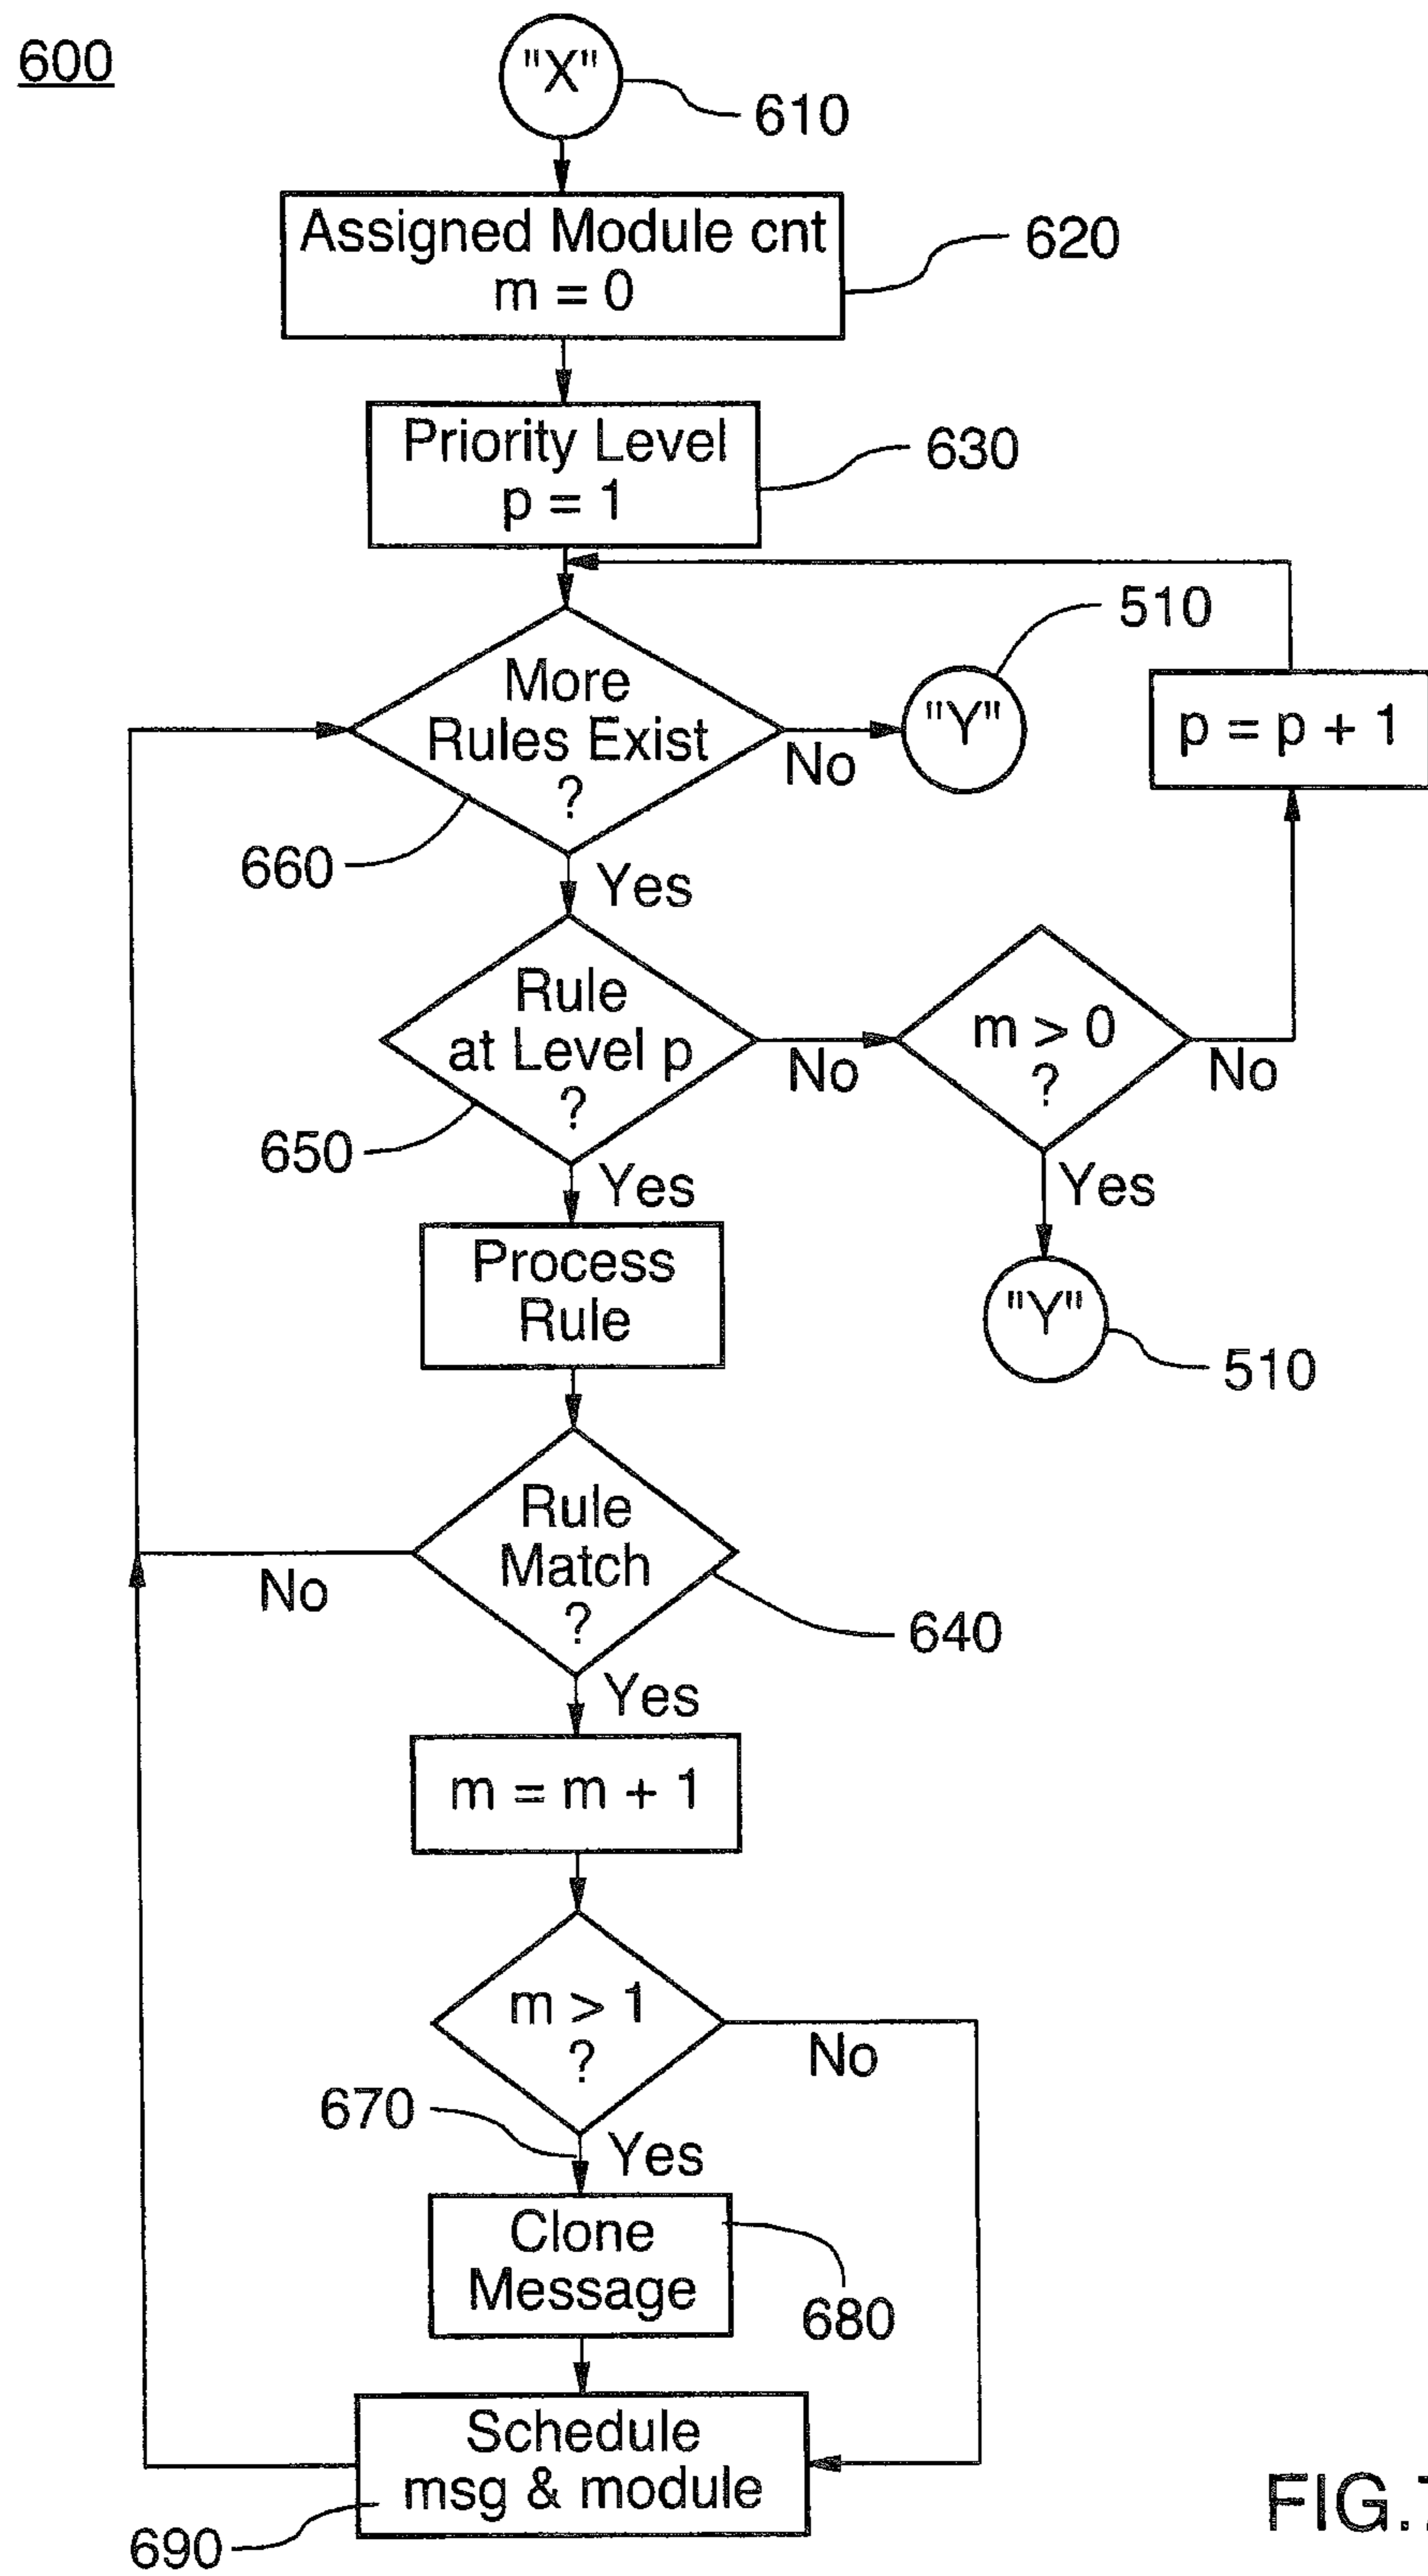 600
"X"
610
Assigned Module cnt
m = 0
620
Priority Level
p = 1
630
510
More
Rules Exist
?
No
"Y"
p = p + 1
660
Yes
Rule
at Level p
?
No
m > 0
?
No
650
Yes
Yes
Process
Rule
"Y"
510
Rule
Match
?
No
640
Yes
m = m + 1
m > 1
?
No
670
Yes
Clone
Message
680
Schedule
msg & module
690
FIG.